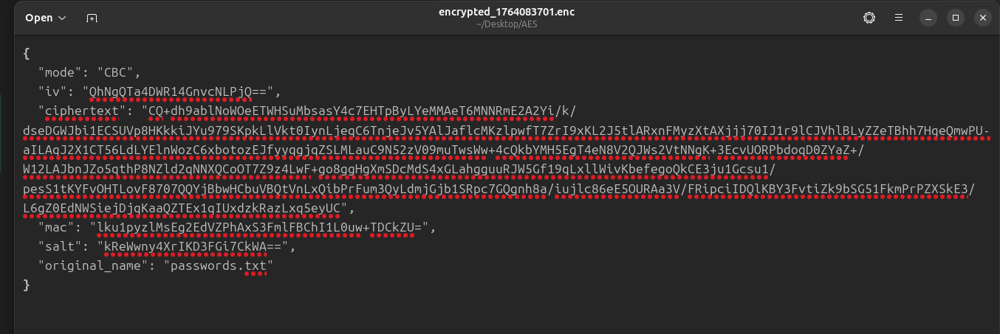 Open
encrypted_1764083701.enc
~/Desktop/AES
{
"mode": "CBC",
"iv": "QhNgQTa4DWR14GnvcNLPjQ==",
"ciphertext": "CQ+dh9ablNoWOeETWHSuMbsasY4c7EHTpByLYeMMAeT6MNNRmE2A2Yi/k/
dseDGWJbi1ECSUVp8HKkkiJYu979SKpkLlVkt0IynLjeqC6TnjeJv5YAlJaflcMKzlpwfT7ZrI9xKL2J5tlARxnFMyzXtAXjjj70IJ1r9lCJVhlBLyZZeTBhh7HqeQmwPU-
aILAqJ2X1CT56LdLYElnWozC6xbotozEJfyyqgjqZSLMLauC9N52zV09muTwsWw+4cQkbYMH5EgT4eN8V2QJWs2VtNNgK+3EcvUORPbdoqD0ZYaZ+/
W12LAJbnJZo5qthP8NZld2qNNXQCoOT7Z9z4LwF+go8ggHgXmSDcMdS4xGLahgguuRJW5Gf19qLxllWivKbefegoQkCE3ju1Gcsu1/
pesS1tKYFvOHTLovF8707QQYjBbwHCbuVBQtVnLxQibPrFum3QyLdmjGjb1SRpc7GQgnh8a/iujlc86eE5OURAa3V/FRipciIDQlKBY3FvtiZk9bSG51FkmPrPZXSkE3/
L6gZ0EdNWSiejDjqKaaQZTEx1qIUxdzkRazLxq5eyUC",
"mac": "lku1pyzlMsEg2EdVZPhAxS3FmlFBChI1L0uw+TDCkZU=",
"salt": "kReWwny4XrIKD3FGi7CkWA==",
"original_name": "passwords.txt"
}